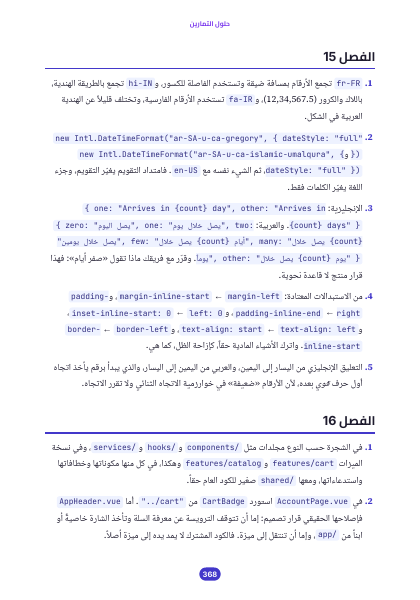 حلول التمارين
الفصل 15
1. fr-FR تجمع الأرقام بمسافة ضيقة وتستخدم الفاصلة للكسور، و hi-IN تجمع بالطريقة الهندية،
باللاك والكرور (12,34,567.5)، و fa-IR تستخدم الأرقام الفارسية، وتختلف قليلًا عن الهندية
العربية في الشكل.
2. new Intl.DateTimeFormat("ar-SA-u-ca-gregory", { dateStyle: "full"
}) و new Intl.DateTimeFormat("ar-SA-u-ca-islamic-umalqura", {
dateStyle: "full" })، ثم الشيء نفسه مع en-US. فامتداد التقويم يغيّر التقويم، وجزء
اللغة يغيّر الكلمات فقط.
3. الإنجليزية: { one: "Arrives in {count} day", other: "Arrives in
{count} days" }. والعربية: { zero: "يصل اليوم", one: "يصل خلال يوم", two:
"يصل خلال يومين", few: "يصل خلال {count} أيام", many: "يصل خلال {count}
يوماً", other: "يصل خلال {count} يوم" }. وقرّر مع فريقك ماذا تقول «صفر أيام»: فهذا
قرار منتج لا قاعدة نحوية.
4. من الاستبدالات المعتادة: margin-left ← margin-inline-start، و padding-
right ← padding-inline-end، و left: 0 ← inset-inline-start: 0،
و text-align: left ← text-align: start، و border-left ← border-
inline-start. واترك الأشياء المادية حقاً، كإزاحة الظل، كما هي.
5. التعليق الإنجليزي من اليسار إلى اليمين، والعربي من اليمين إلى اليسار، والذي يبدأ برقم يأخذ اتجاه
أول حرف قوي بعده، لأن الأرقام «ضعيفة» في خوارزمية الاتجاه الثنائي ولا تقرر الاتجاه.
الفصل 16
1. في الشجرة حسب النوع مجلدات مثل components/ و hooks/ و services/، وفي نسخة
الميزات features/cart و features/catalog وهكذا، في كل منها مكوناتها وخطافاتها
واستدعاءاتها، ومعها shared/ صغير للكود العام حقاً.
2. في AccountPage.vue استورد CartBadge من "../cart". أما AppHeader.vue
فإصلاحها الحقيقي قرار تصميم: إما أن تتوقف الترويسة عن معرفة السلة وتأخذ الشارة خاصيةً أو
ابناً من app/، وإما أن تنتقل إلى ميزة. فالكود المشترك لا يمد يده إلى ميزة أصلاً.
368